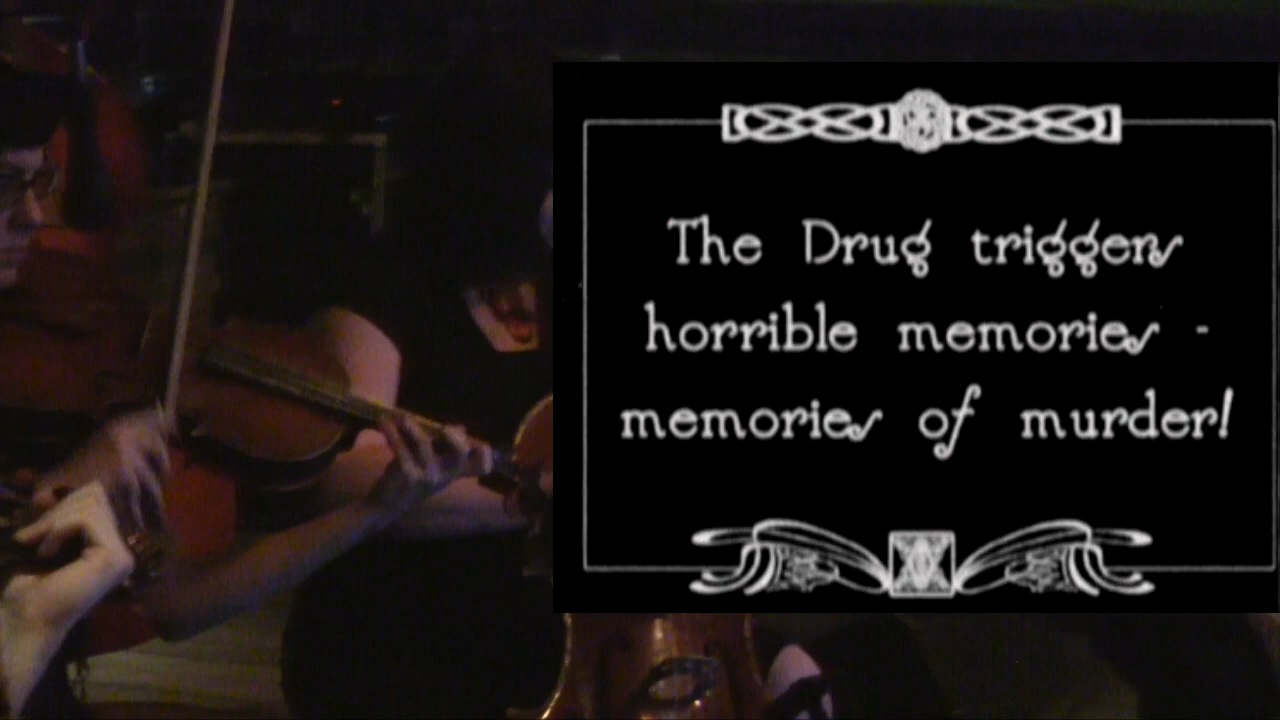 The Drug triggers
horrible memories -
memories of murder!